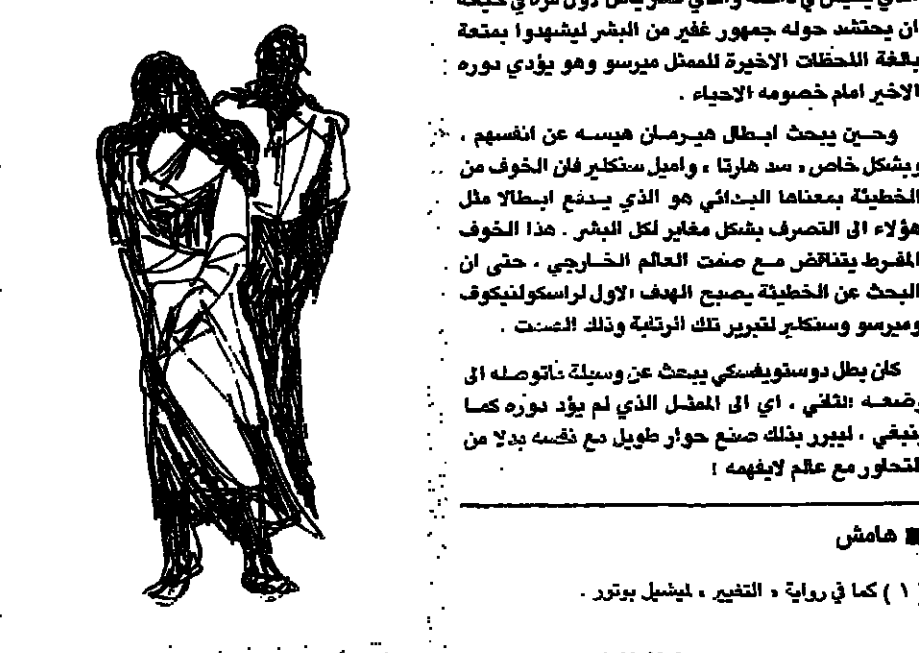 ان يحتشد حوله جمهور غفير من البشر ليشهدوا بمتعة
بالغة اللحظات الاخيرة للممثل ميرسو وهو يؤدي دوره
الاخير امام خصومه الاحياء .
وحين يبحث ابطال هيرمان هيسه عن انفسهم ،
وبشكل خاص ، سد هارتا ، واميل سنكلير فان الخوف من
الخطيئة بمعناها البدائي هو الذي يدفع ابطالا مثل
هؤلاء الى التصرف بشكل مغاير لكل البشر . هذا الخوف
المفرط يتناقض مع صمت العالم الخارجي ، حتى ان
البحث عن الخطيئة يصبح الهدف الاول لراسكولنيكوف
وميرسو وسنكلير لتبرير تلك الرتابة وذلك الصمت .
كان بطل دوستويفسكي يبحث عن وسيلة توصله الى
وضعه الثاني ، اي الى الممثل الذي لم يؤد دوره كما
ينبغي ، ليبرر بذلك صنع حوار طويل مع نفسه بدلا من
التحاور مع عالم لايفهمه !
■ هامش
( ١ ) كما في رواية « التغيير » لميشيل بوتور .